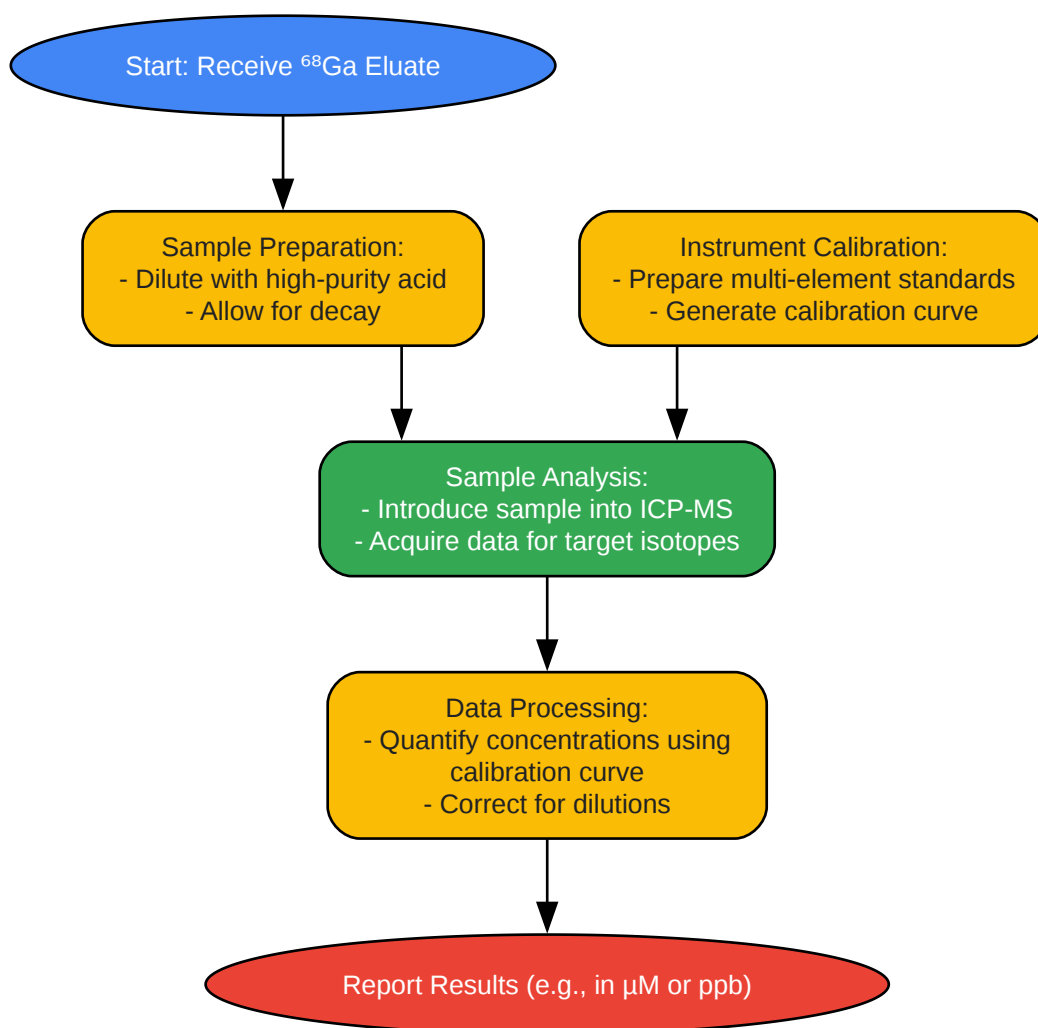 Start: Receive ⁶⁸Ga Eluate
Sample Preparation:
- Dilute with high-purity acid
- Allow for decay
Instrument Calibration:
- Prepare multi-element standards
- Generate calibration curve
Sample Analysis:
- Introduce sample into ICP-MS
- Acquire data for target isotopes
Data Processing:
- Quantify concentrations using
calibration curve
- Correct for dilutions
Report Results (e.g., in µM or ppb)